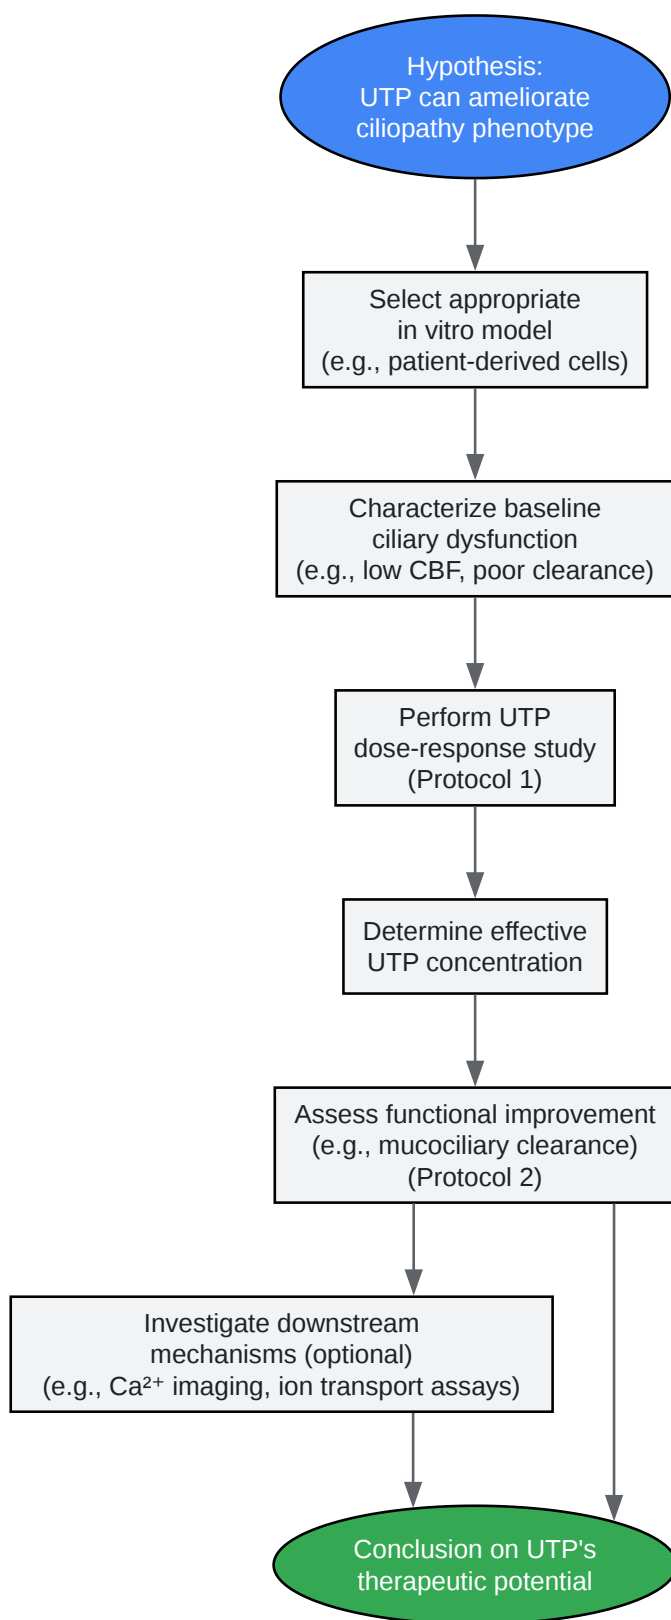 Hypothesis:
UTP can ameliorate
ciliopathy phenotype
Select appropriate
in vitro model
(e.g., patient-derived cells)
Characterize baseline
ciliary dysfunction
(e.g., low CBF, poor clearance)
Perform UTP
dose-response study
(Protocol 1)
Determine effective
UTP concentration
Assess functional improvement
(e.g., mucociliary clearance)
(Protocol 2)
Investigate downstream
mechanisms (optional)
(e.g., Ca²⁺ imaging, ion transport assays)
Conclusion on UTP's
therapeutic potential